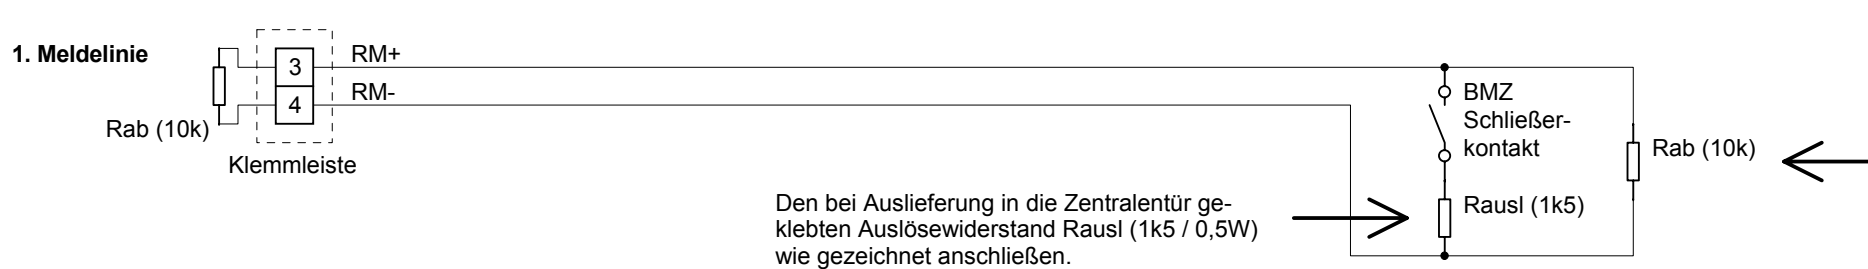 1. Meldelinie
3
RM+
4
RM-
Rab (10k)
Klemmleiste
BMZ
Schließer-
kontakt
Rab (10k)
Rausl (1k5)
Den bei Auslieferung in die Zentralentür ge-
klebten Auslösewiderstand Rausl (1k5 / 0,5W)
wie gezeichnet anschließen.